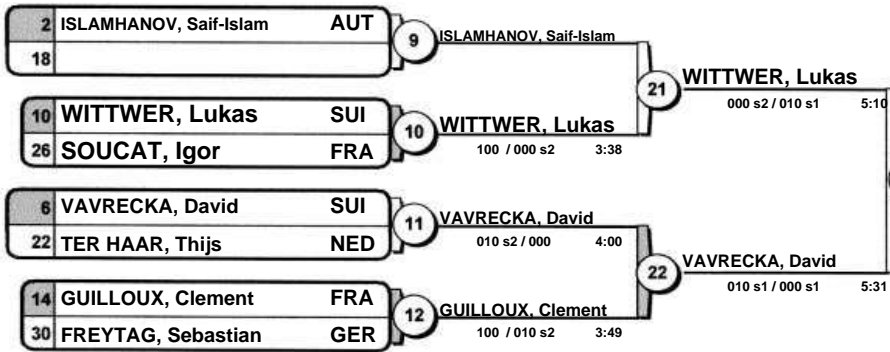 2 ISLAMHANOV, Saif-Islam AUT
18
9
ISLAMHANOV, Saif-Islam
10 WITTWER, Lukas SUI
26 SOUCAT, Igor FRA
10
WITTWER, Lukas
100 / 000 s2 3:38
21
WITTWER, Lukas
000 s2 / 010 s1 5:10
6 VAVRECKA, David SUI
22 TER HAAR, Thijs NED
11
VAVRECKA, David
010 s2 / 000 4:00
14 GUILLOUX, Clement FRA
30 FREYTAG, Sebastian GER
12
GUILLOUX, Clement
100 / 010 s2 3:49
22
VAVRECKA, David
010 s1 / 000 s1 5:31